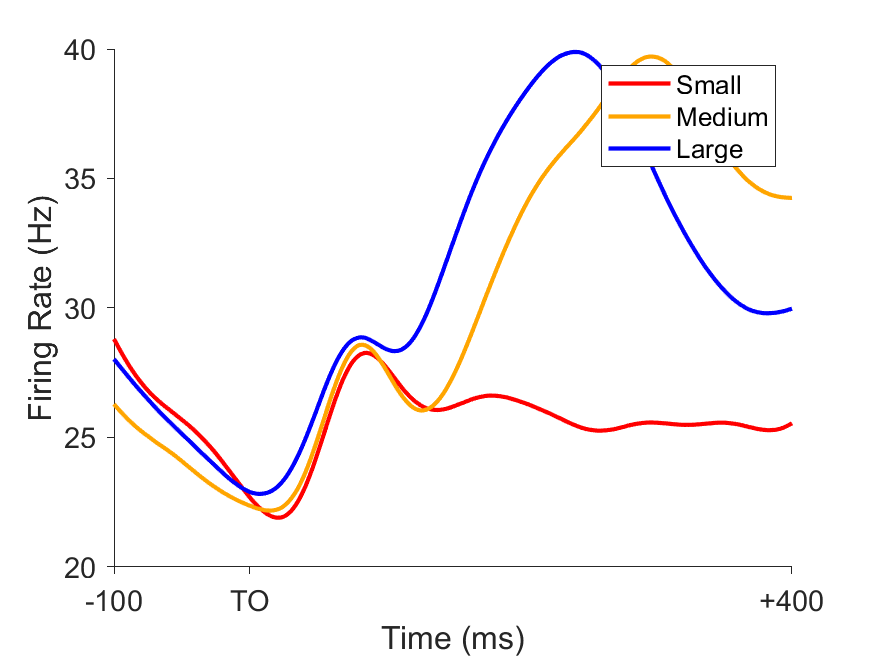 40
35
30
25
20
Firing Rate (Hz)
Small
Medium
Large
-100
TO
+400
Time (ms)